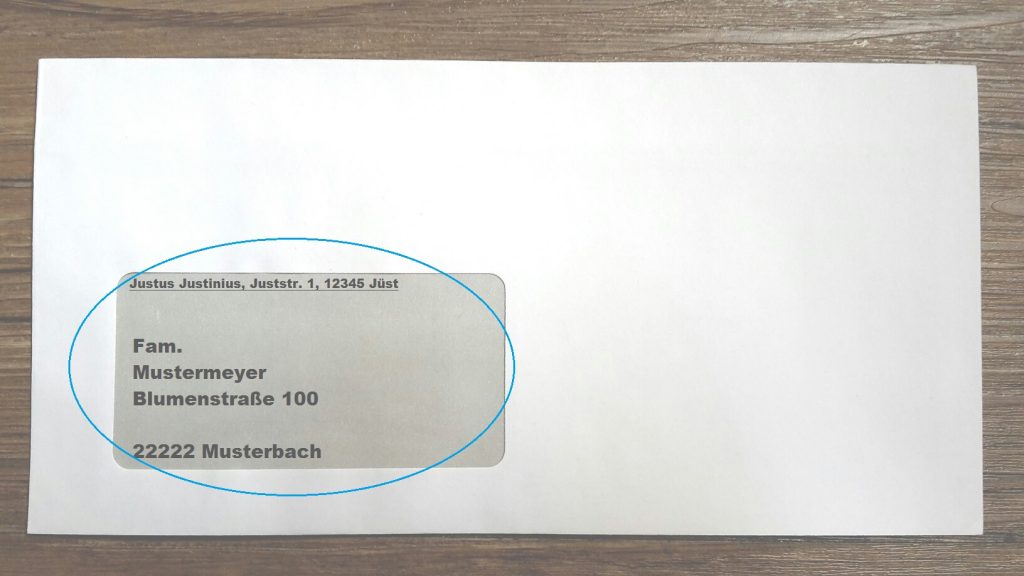 Justus Justinius, Juststr. 1, 12345 Jüst
Fam.
Mustermeyer
Blumenstraße 100
22222 Musterbach